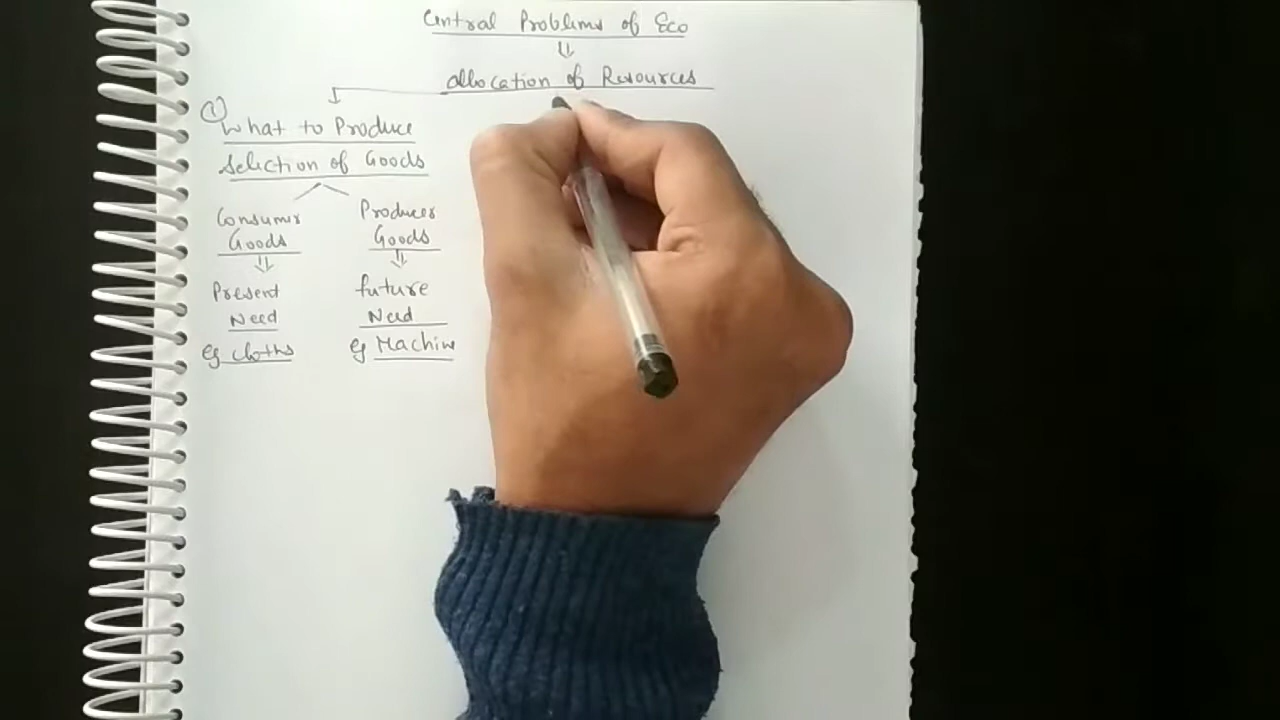 Central Problems of Eco
⇓
allocation of Resources
① What to Produce
Selection of Goods
Consumer Goods
⇓
Present Need
eg cloths
Producer Goods
⇓
future Need
eg Machine